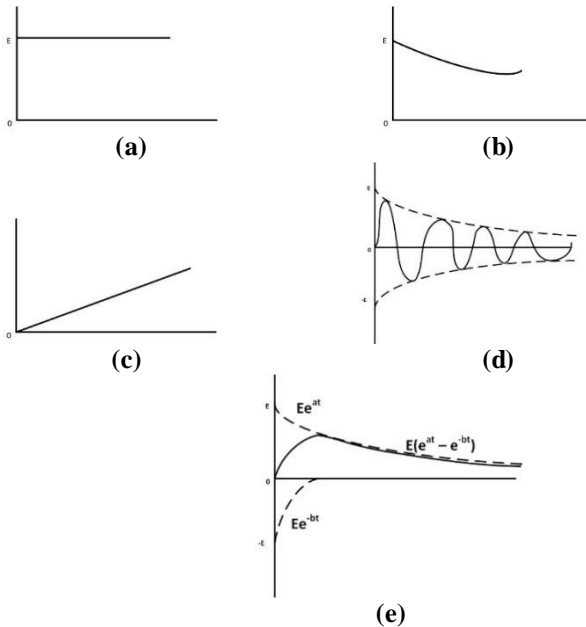 E
0
(a)
E
0
(b)
0
(c)
E
0
-E
(d)
E
Ee^at
E(e^at – e^-bt)
0
-E
Ee^-bt
(e)